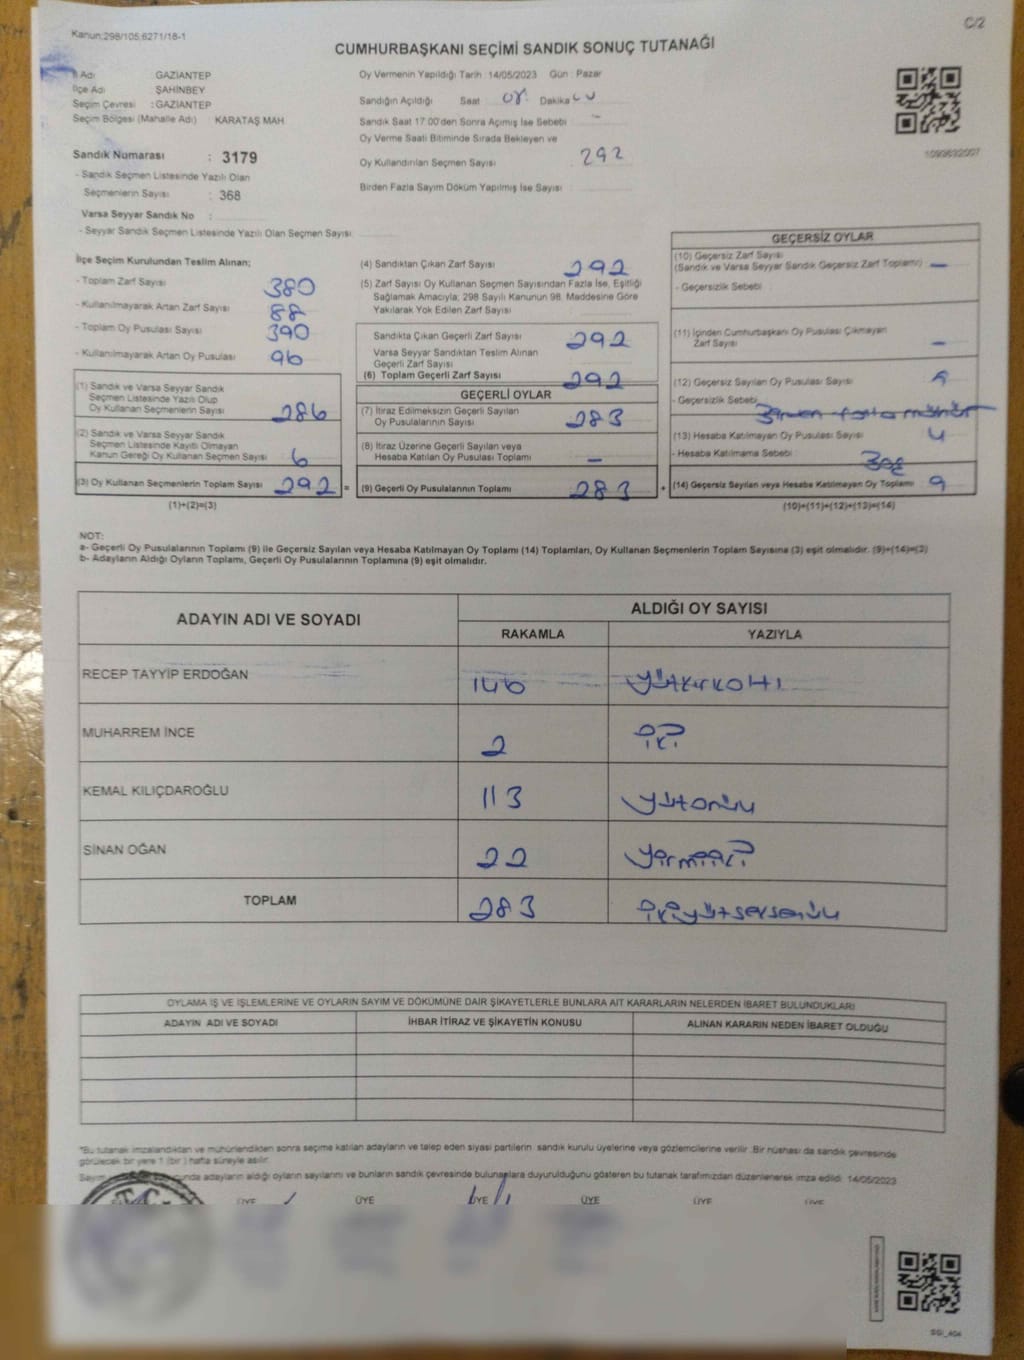 Kanun:298/105;6271/18-1
C/2
CUMHURBAŞKANI SEÇİMİ SANDIK SONUÇ TUTANAĞI
İl Adı GAZİANTEP
İlçe Adı ŞAHİNBEY
Seçim Çevresi : GAZİANTEP
Seçim Bölgesi (Mahalle Adı) KARATAŞ MAH
Sandık Numarası : 3179
- Sandık Seçmen Listesinde Yazılı Olan
Seçmenlerin Sayısı : 368
Varsa Seyyar Sandık No :
- Seyyar Sandık Seçmen Listesinde Yazılı Olan Seçmen Sayısı:
Oy Vermenin Yapıldığı Tarih :14/05/2023 Gün : Pazar
Sandığın Açıldığı Saat 08 Dakika
Sandık Saat 17:00'den Sonra Açımış İse Sebebi
Oy Verme Saati Bitiminde Sırada Bekleyen ve
Oy Kullandırılan Seçmen Sayısı 292
Birden Fazla Sayım Döküm Yapılmış İse Sayısı
1099632007
İlçe Seçim Kurulundan Teslim Alınan;
- Toplam Zarf Sayısı 380
- Kullanılmayarak Artan Zarf Sayısı 88
- Toplam Oy Pusulası Sayısı 390
- Kullanılmayarak Artan Oy Pusulası 96
(1) Sandık ve Varsa Seyyar Sandık
Seçmen Listesinde Yazılı Olup
Oy Kullanan Seçmenlerin Sayısı 286
(2) Sandık ve Varsa Seyyar Sandık
Seçmen Listesinde Kayıtlı Olmayan
Kanun Gereği Oy Kullanan Seçmen Sayısı 6
(3) Oy Kullanan Seçmenlerin Toplam Sayısı 292 =
(1)+(2)=(3)
(4) Sandıktan Çıkan Zarf Sayısı 292
(5) Zarf Sayısı Oy Kullanan Seçmen Sayısından Fazla İse, Eşitliği
Sağlamak Amacıyla; 298 Sayılı Kanunun 98. Maddesine Göre
Yakılarak Yok Edilen Zarf Sayısı
Sandıkta Çıkan Geçerli Zarf Sayısı 292
Varsa Seyyar Sandıktan Teslim Alınan
Geçerli Zarf Sayısı
(6) Toplam Geçerli Zarf Sayısı 292
GEÇERLİ OYLAR
(7) İtiraz Edilmeksizin Geçerli Sayılan
Oy Pusulalarının Sayısı 283
(8) İtiraz Üzerine Geçerli Sayılan veya
Hesaba Katılan Oy Pusulası Toplamı –
(9) Geçerli Oy Pusulalarının Toplamı 283 +
GEÇERSİZ OYLAR
(10) Geçersiz Zarf Sayısı
(Sandık ve Varsa Seyyar Sandık Geçersiz Zarf Toplamı) –
- Geçersizlik Sebebi
(11) İçinden Cumhurbaşkanı Oy Pusulası Çıkmayan
Zarf Sayısı –
(12) Geçersiz Sayılan Oy Pusulası Sayısı
- Geçersizlik Sebebi Birden fazla mühür
(13) Hesaba Katılmayan Oy Pusulası Sayısı 4
- Hesaba Katılmama Sebebi Boş
(14) Geçersiz Sayılan veya Hesaba Katılmayan Oy Toplamı 9
(10)+(11)+(12)+(13)=(14)
NOT:
a- Geçerli Oy Pusulalarının Toplamı (9) ile Geçersiz Sayılan veya Hesaba Katılmayan Oy Toplamı (14) Toplamları, Oy Kullanan Seçmenlerin Toplam Sayısına (3) eşit olmalıdır. (9)+(14)=(3)
b- Adayların Aldığı Oyların Toplamı, Geçerli Oy Pusulalarının Toplamına (9) eşit olmalıdır.
ADAYIN ADI VE SOYADI ALDIĞI OY SAYISI
RAKAMLA YAZIYLA
RECEP TAYYİP ERDOĞAN 146 yüzkırkaltı
MUHARREM İNCE 2 iki
KEMAL KILIÇDAROĞLU 113 yüzonüç
SİNAN OĞAN 22 yirmiiki
TOPLAM 283 ikiyüzseksenüç
OYLAMA İŞ VE İŞLEMLERİNE VE OYLARIN SAYIM VE DÖKÜMÜNE DAİR ŞİKAYETLERLE BUNLARA AİT KARARLARIN NELERDEN İBARET BULUNDUKLARI
ADAYIN ADI VE SOYADI İHBAR İTİRAZ VE ŞİKAYETİN KONUSU ALINAN KARARIN NEDEN İBARET OLDUĞU
*Bu tutanak imzalandıktan ve mühürlendikten sonra seçime katılan adayların ve talep eden siyasi partilerin sandık kurulu üyelerine veya gözlemcilerine verilir. Bir nüshası da sandık çevresinde
görülecek bir yere 1 (bir ) hafta süreyle asılır.
Sayım adayların aldığı oyların sayılarını ve bunların sandık çevresinde bulunanlara duyurulduğunu gösteren bu tutanak tarafımızdan düzenlenerek imza edildi. 14/05/2023
T.C.
ÜYE ÜYE ÜYE ÜYE ÜYE ÜYE